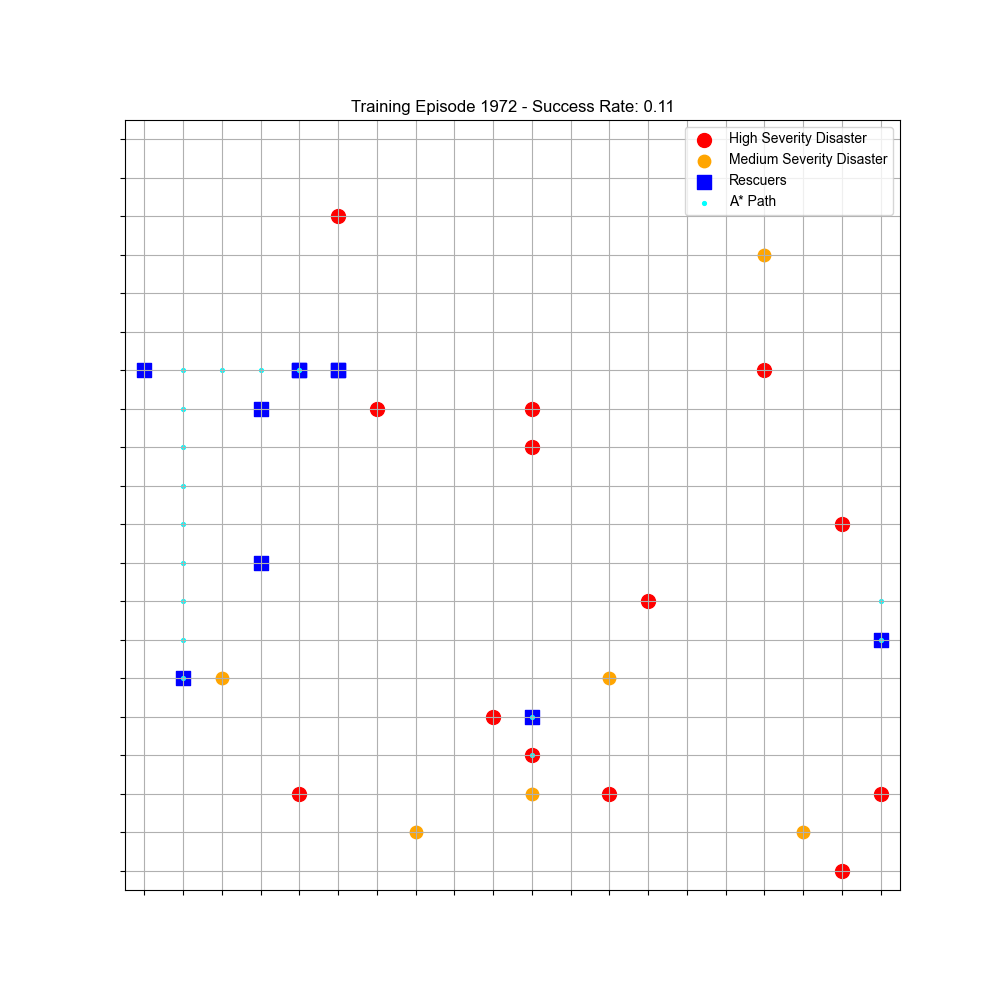 Training Episode 1972 - Success Rate: 0.11
High Severity Disaster
Medium Severity Disaster
Rescuers
A* Path